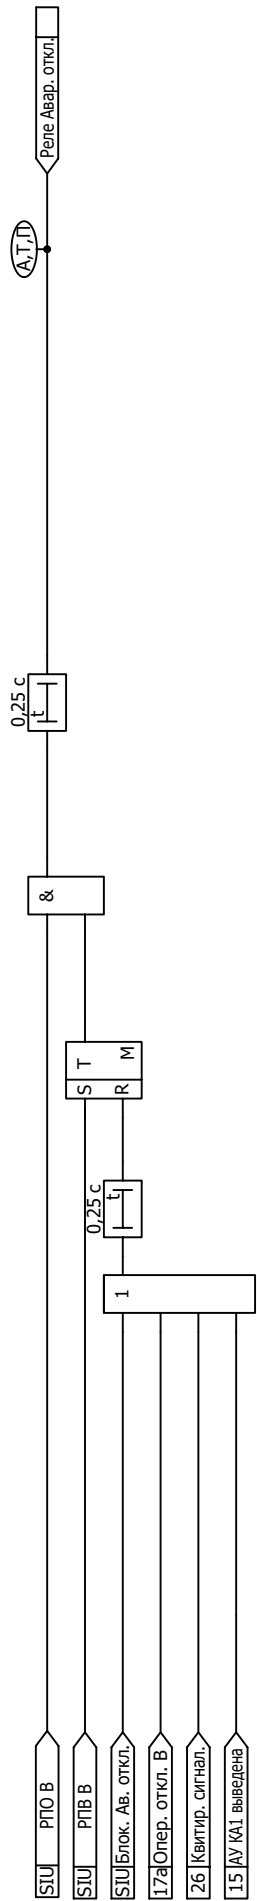 SIU РПО В
SIU РПВ В
SIU Блок. Ав. откл.
17а Опер. откл. В
26 Квитир. сигнал.
15 АУ КА1 выведена
1
0,25 с
t
S T
R M
&
0,25 с
t
А,Т,П
Реле Авар. откл.